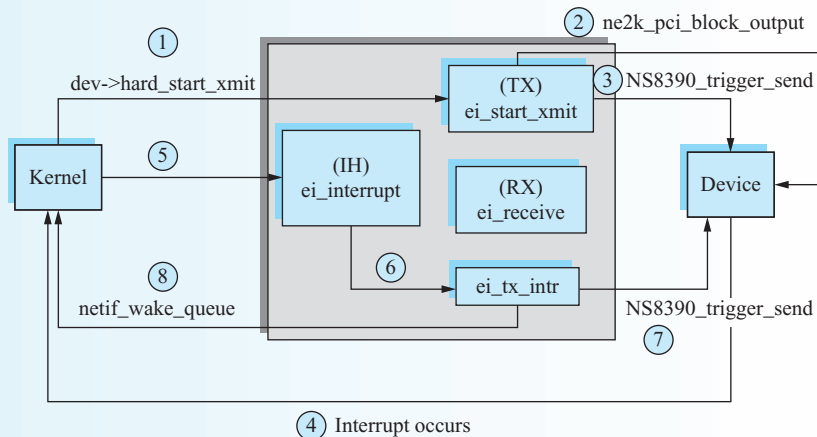 1
2 ne2k_pci_block_output
dev->hard_start_xmit
(TX)
ei_start_xmit
3 NS8390_trigger_send
Kernel
5
(IH)
ei_interrupt
(RX)
ei_receive
Device
6
8
netif_wake_queue
ei_tx_intr
NS8390_trigger_send
7
4 Interrupt occurs